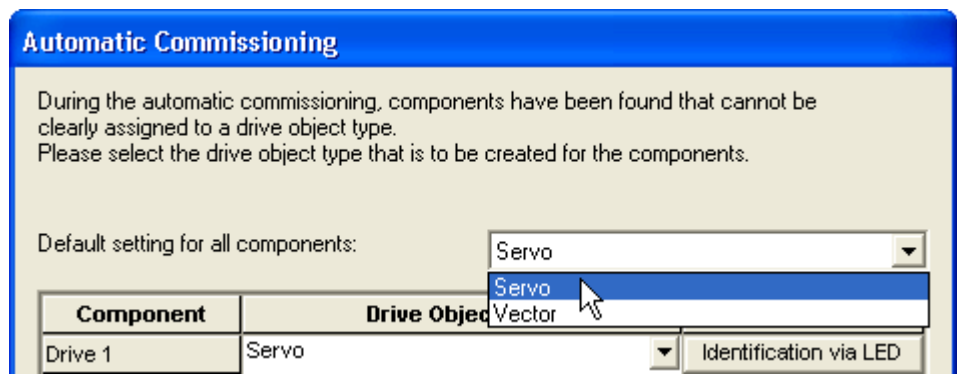 Automatic Commissioning
During the automatic commissioning, components have been found that cannot be
clearly assigned to a drive object type.
Please select the drive object type that is to be created for the components.
Default setting for all components:
Servo
Servo
Vector
Component
Drive
Drive 1
Servo
Identification via LED